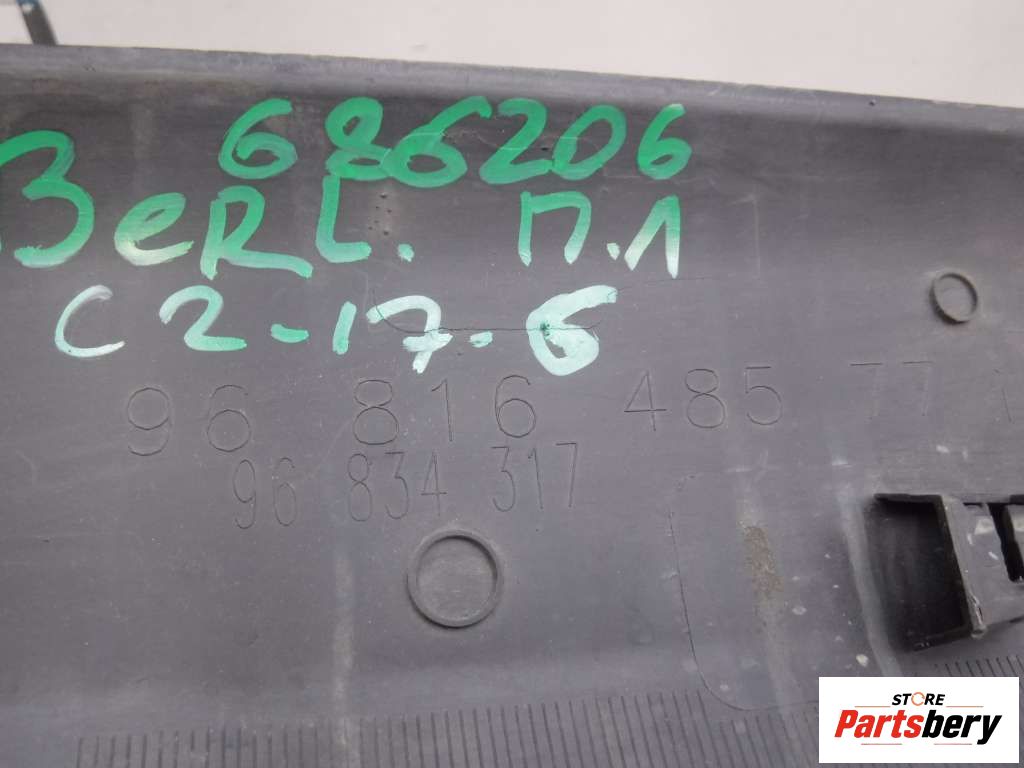 686206
BeRL. П.1
C2-17-6
96 816 485 77
96 834 317
STORE
Partsbery